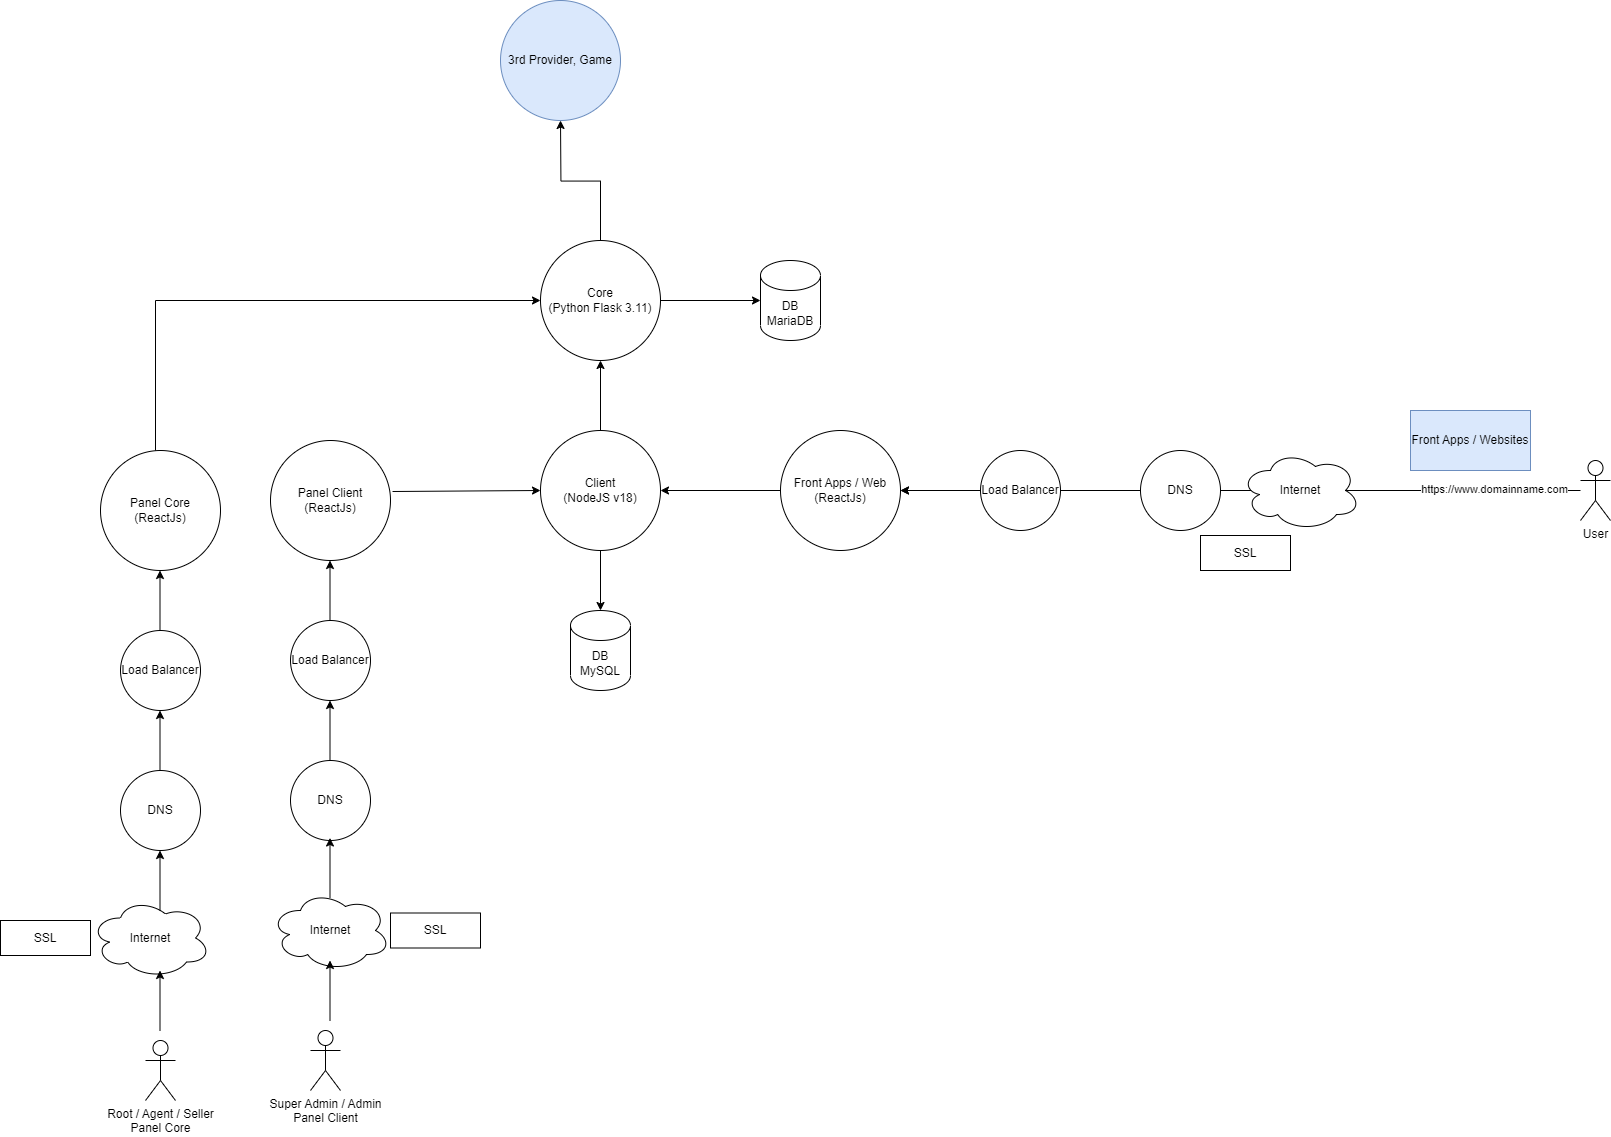 3rd Provider, Game
Core
(Python Flask 3.11)
DB
MariaDB
Front Apps / Websites
Panel Core
(ReactJs)
Panel Client
(ReactJs)
Client
(NodeJS v18)
Front Apps / Web
(ReactJs)
Load Balancer
DNS
Internet
https://www.domainname.com
User
SSL
DB
MySQL
Load Balancer
Load Balancer
DNS
DNS
SSL
Internet
Internet
SSL
Root / Agent / Seller
Panel Core
Super Admin / Admin
Panel Client